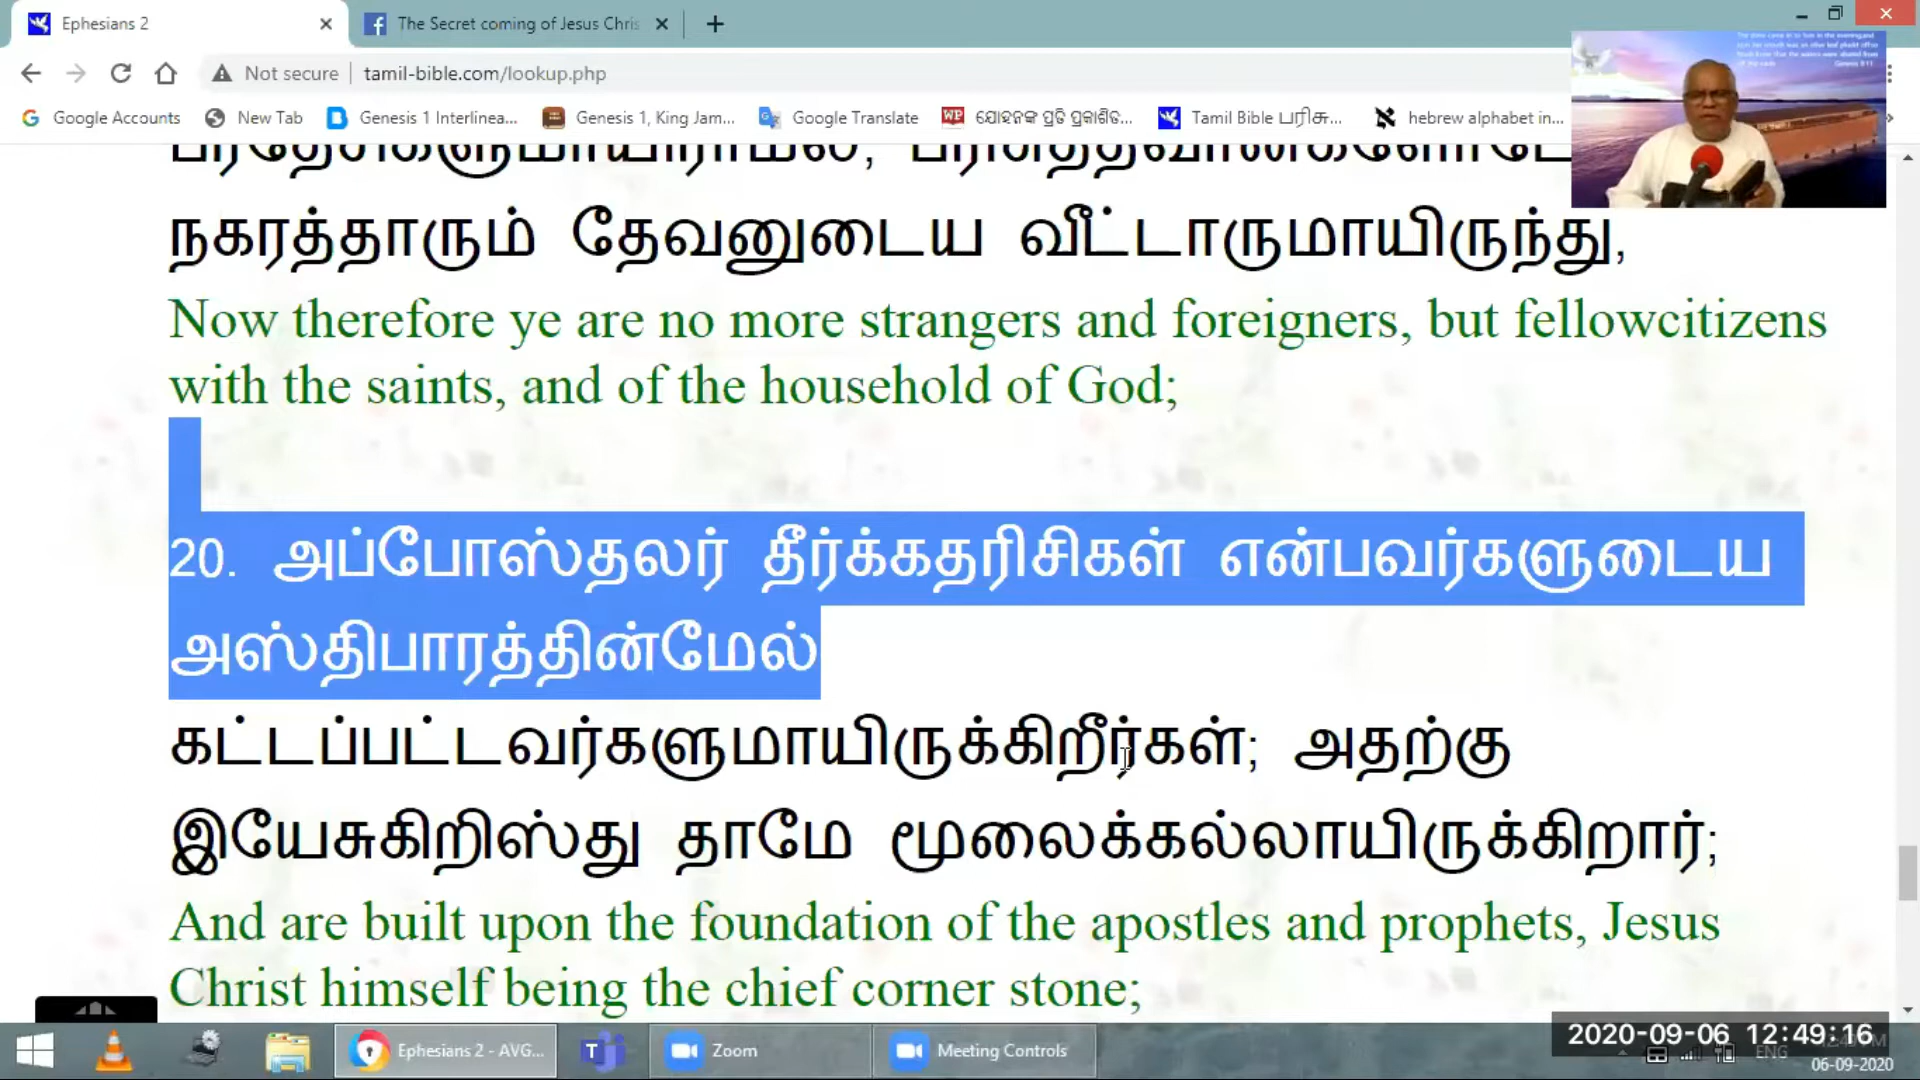 Ephesians 2
The Secret coming of Jesus Chris
Not secure
tamil-bible.com/lookup.php
Google Accounts
New Tab
Genesis 1 Interlinea...
Genesis 1, King Jam...
Google Translate
ଯୋହନଙ୍କ ପ୍ରତି ପ୍ରକାଶିତ...
Tamil Bible பரிசு...
hebrew alphabet in...
நகரத்தாரும் தேவனுடைய வீட்டாருமாயிருந்து,
Now therefore ye are no more strangers and foreigners, but fellowcitizens
with the saints, and of the household of God;
20. அப்போஸ்தலர் தீர்க்கதரிசிகள் என்பவர்களுடைய
அஸ்திபாரத்தின்மேல்
கட்டப்பட்டவர்களுமாயிருக்கிறீர்கள்; அதற்கு
இயேசுகிறிஸ்து தாமே மூலைக்கல்லாயிருக்கிறார்;
And are built upon the foundation of the apostles and prophets, Jesus
Christ himself being the chief corner stone;
Ephesians 2 - AVG...
Zoom
Meeting Controls
2020-09-06 12:49:16
ENG
06-09-2020